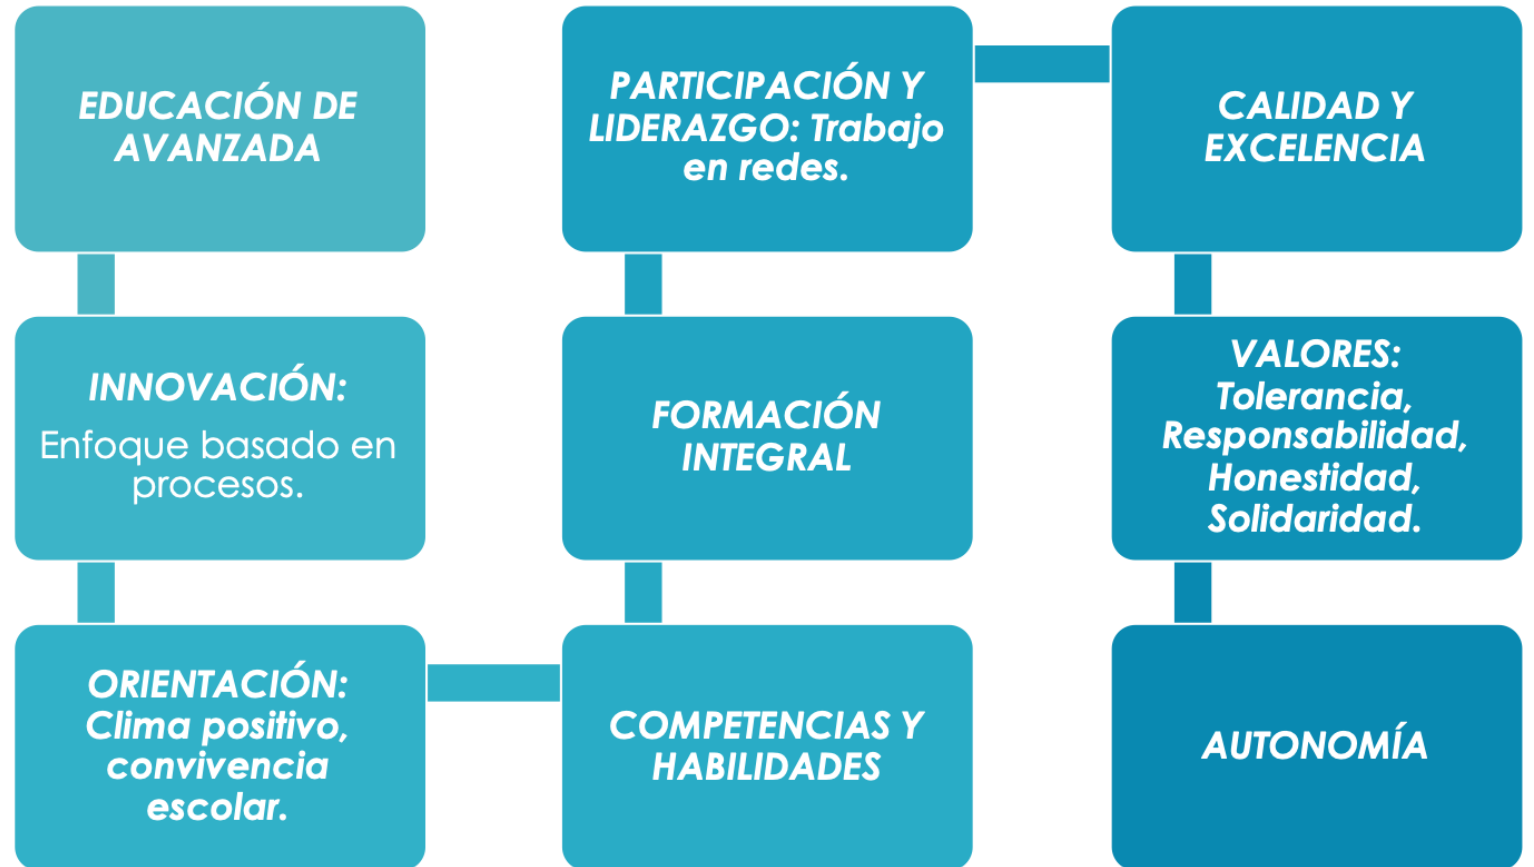 EDUCACIÓN DE
AVANZADA
INNOVACIÓN:
Enfoque basado en
procesos.
ORIENTACIÓN:
Clima positivo,
convivencia
escolar.
COMPETENCIAS Y
HABILIDADES
FORMACIÓN
INTEGRAL
PARTICIPACIÓN Y
LIDERAZGO: Trabajo
en redes.
CALIDAD Y
EXCELENCIA
VALORES:
Tolerancia,
Responsabilidad,
Honestidad,
Solidaridad.
AUTONOMÍA